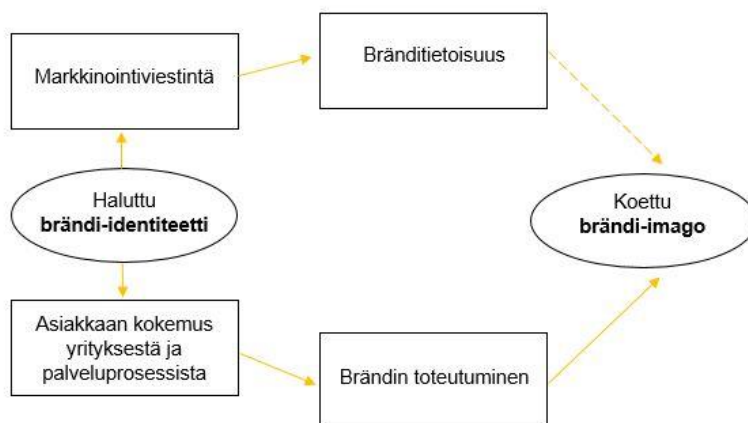 Markkinointiviestintä
Bränditietoisuus
Haluttu
brändi-identiteetti
Koettu
brändi-imago
Asiakkaan kokemus
yrityksestä ja
palveluprosessista
Brändin toteutuminen